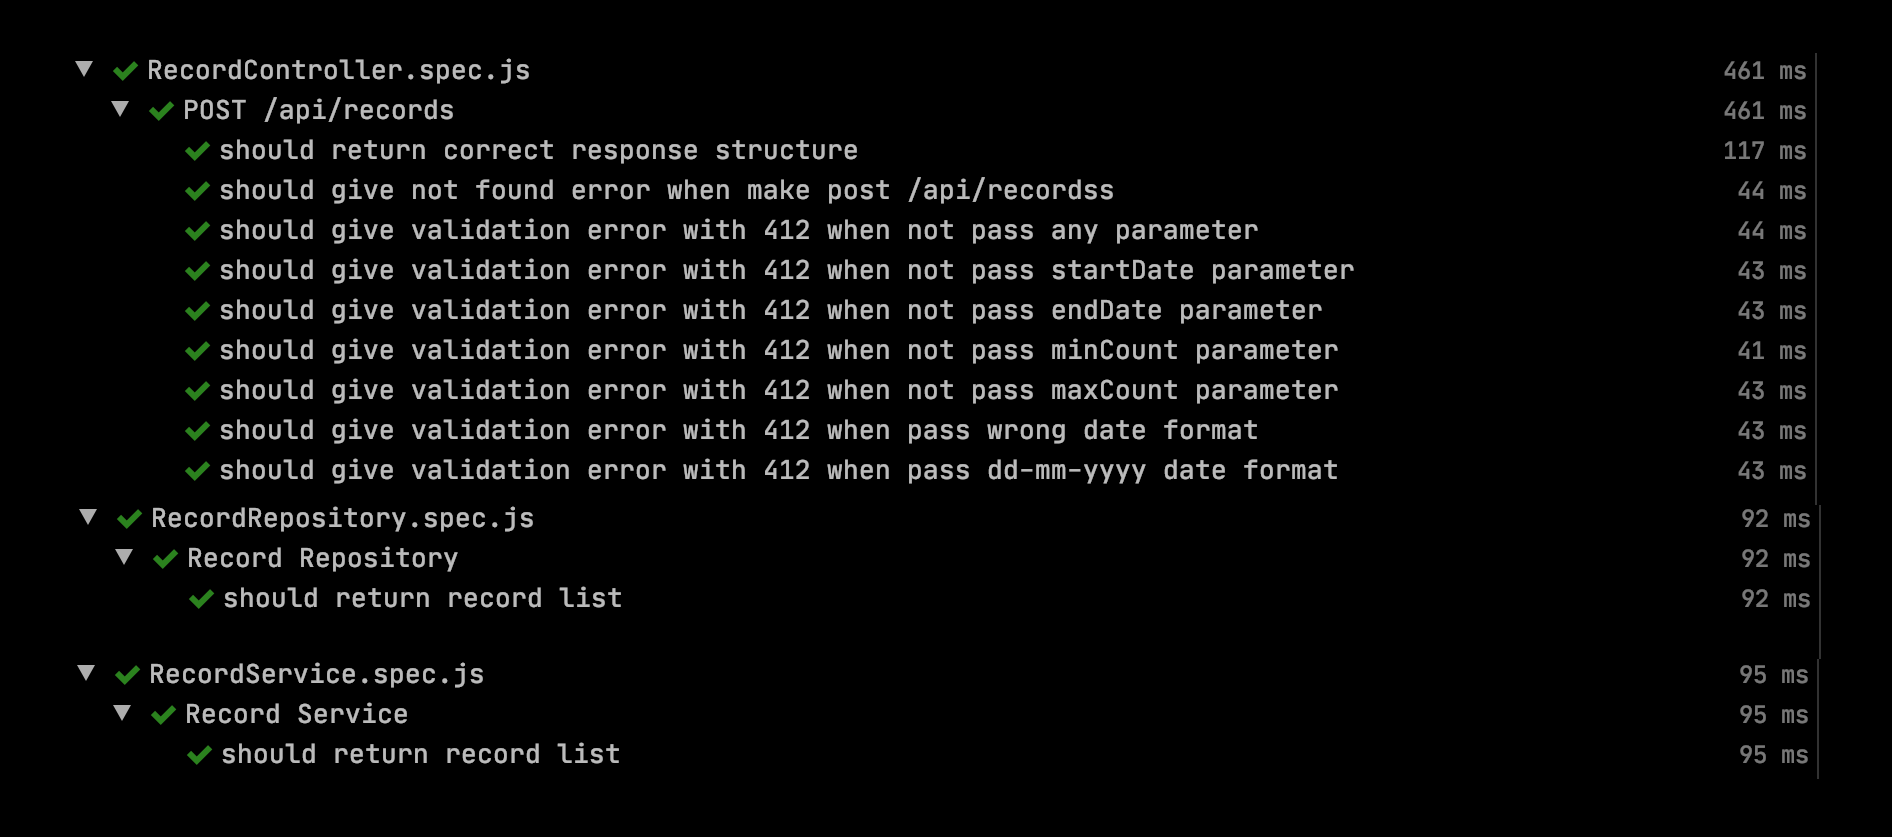 RecordController.spec.js 461 ms
POST /api/records 461 ms
should return correct response structure 117 ms
should give not found error when make post /api/recordss 44 ms
should give validation error with 412 when not pass any parameter 44 ms
should give validation error with 412 when not pass startDate parameter 43 ms
should give validation error with 412 when not pass endDate parameter 43 ms
should give validation error with 412 when not pass minCount parameter 41 ms
should give validation error with 412 when not pass maxCount parameter 43 ms
should give validation error with 412 when pass wrong date format 43 ms
should give validation error with 412 when pass dd-mm-yyyy date format 43 ms
RecordRepository.spec.js 92 ms
Record Repository 92 ms
should return record list 92 ms
RecordService.spec.js 95 ms
Record Service 95 ms
should return record list 95 ms